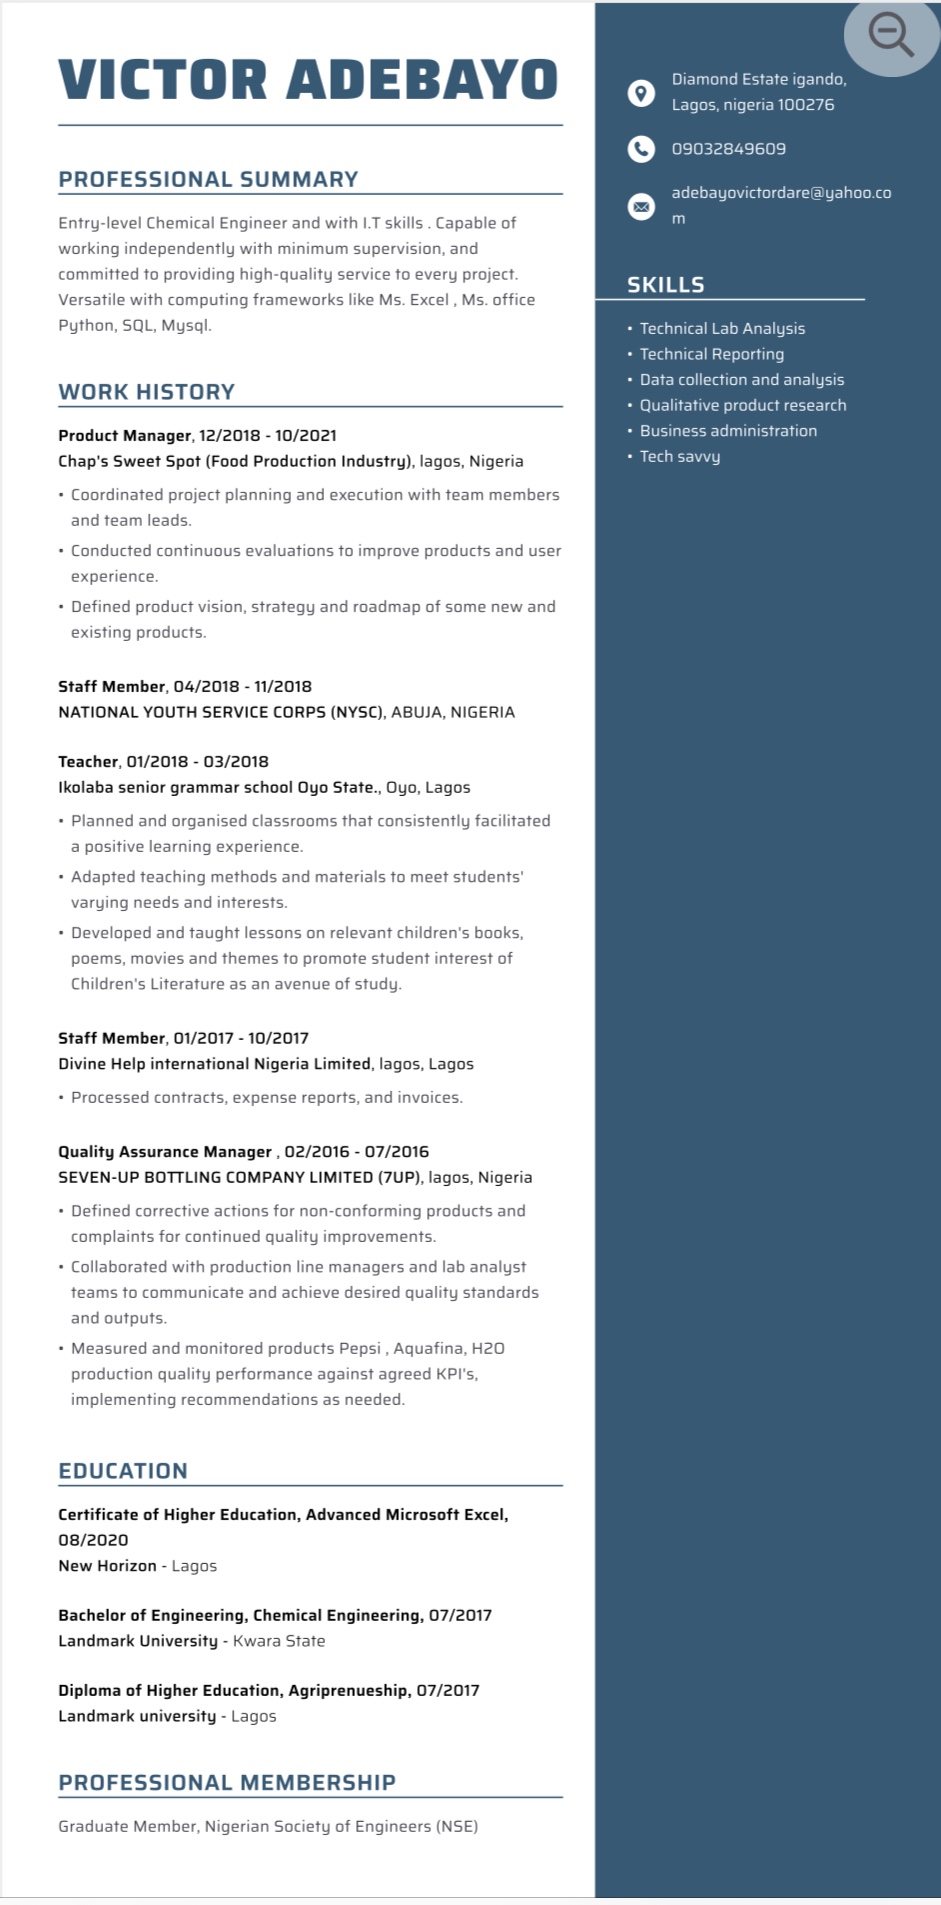 VICTOR ADEBAYO
PROFESSIONAL SUMMARY
Entry-level Chemical Engineer and with I.T skills . Capable of
working independently with minimum supervision, and
committed to providing high-quality service to every project.
Versatile with computing frameworks like Ms. Excel , Ms. office
Python, SQL, Mysql.
WORK HISTORY
Product Manager, 12/2018 - 10/2021
Chap's Sweet Spot (Food Production Industry), lagos, Nigeria
• Coordinated project planning and execution with team members
and team leads.
• Conducted continuous evaluations to improve products and user
experience.
• Defined product vision, strategy and roadmap of some new and
existing products.
Staff Member, 04/2018 - 11/2018
NATIONAL YOUTH SERVICE CORPS (NYSC), ABUJA, NIGERIA
Teacher, 01/2018 - 03/2018
Ikolaba senior grammar school Oyo State., Oyo, Lagos
• Planned and organised classrooms that consistently facilitated
a positive learning experience.
• Adapted teaching methods and materials to meet students'
varying needs and interests.
• Developed and taught lessons on relevant children's books,
poems, movies and themes to promote student interest of
Children's Literature as an avenue of study.
Staff Member, 01/2017 - 10/2017
Divine Help international Nigeria Limited, lagos, Lagos
• Processed contracts, expense reports, and invoices.
Quality Assurance Manager , 02/2016 - 07/2016
SEVEN-UP BOTTLING COMPANY LIMITED (7UP), lagos, Nigeria
• Defined corrective actions for non-conforming products and
complaints for continued quality improvements.
• Collaborated with production line managers and lab analyst
teams to communicate and achieve desired quality standards
and outputs.
• Measured and monitored products Pepsi , Aquafina, H2O
production quality performance against agreed KPI's,
implementing recommendations as needed.
EDUCATION
Certificate of Higher Education, Advanced Microsoft Excel,
08/2020
New Horizon - Lagos
Bachelor of Engineering, Chemical Engineering, 07/2017
Landmark University - Kwara State
Diploma of Higher Education, Agriprenueship, 07/2017
Landmark university - Lagos
PROFESSIONAL MEMBERSHIP
Graduate Member, Nigerian Society of Engineers (NSE)
Diamond Estate igando,
Lagos, nigeria 100276
09032849609
adebayovictordare@yahoo.co
m
SKILLS
• Technical Lab Analysis
• Technical Reporting
• Data collection and analysis
• Qualitative product research
• Business administration
• Tech savvy